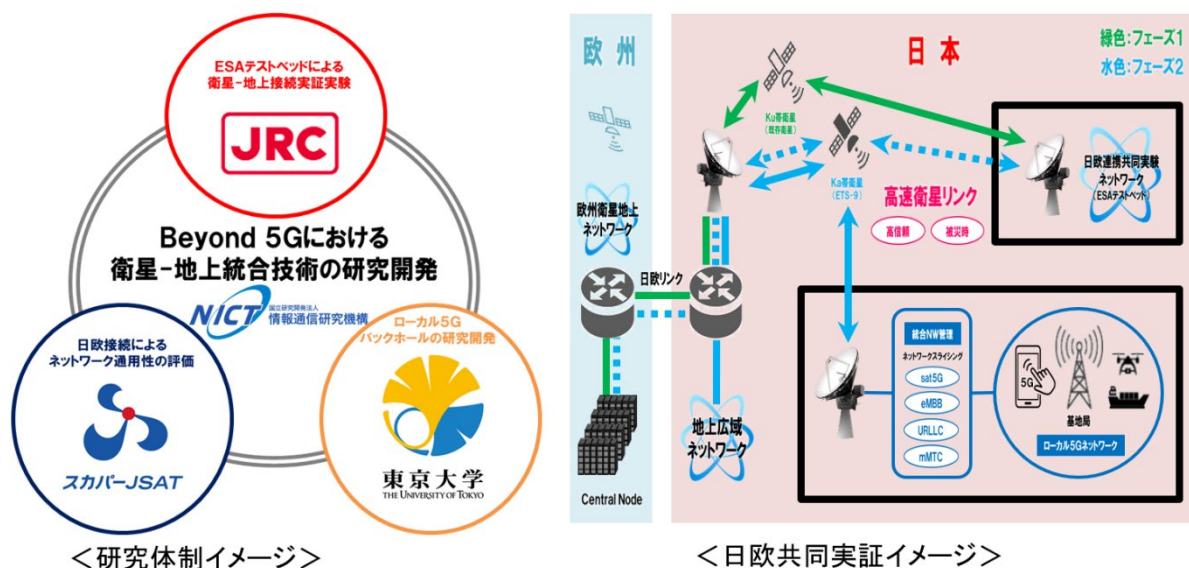 ESAテストベッドによる
衛星-地上接続実証実験
JRC
Beyond 5Gにおける
衛星-地上統合技術の研究開発
NICT
国立研究開発法人
情報通信研究機構
日欧接続による
ネットワーク通用性の評価
スカパーJSAT
ローカル5G
バックホールの研究開発
東京大学
THE UNIVERSITY OF TOKYO
<研究体制イメージ>
欧州
日本
緑色:フェーズ1
水色:フェーズ2
Ku帯衛星
(既存衛星)
Ka帯衛星
(ETS-9)
高速衛星リンク
高信頼
被災時
日欧連携共同実験
ネットワーク
(ESAテストベッド)
欧州衛星地上
ネットワーク
日欧リンク
地上広域
ネットワーク
Central Node
統合NW管理
ネットワークスライシング
sat5G
eMBB
URLLC
mMTC
5G
基地局
ローカル5Gネットワーク
<日欧共同実証イメージ>